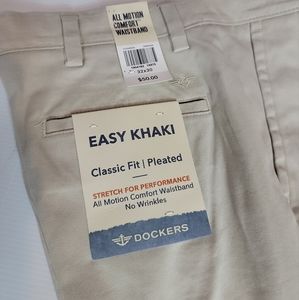 ALL MOTION
COMFORT
WAISTBAND
32x30
$50.00
EASY KHAKI
Classic Fit | Pleated
STRETCH FOR PERFORMANCE
All Motion Comfort Waistband
No Wrinkles
DOCKERS